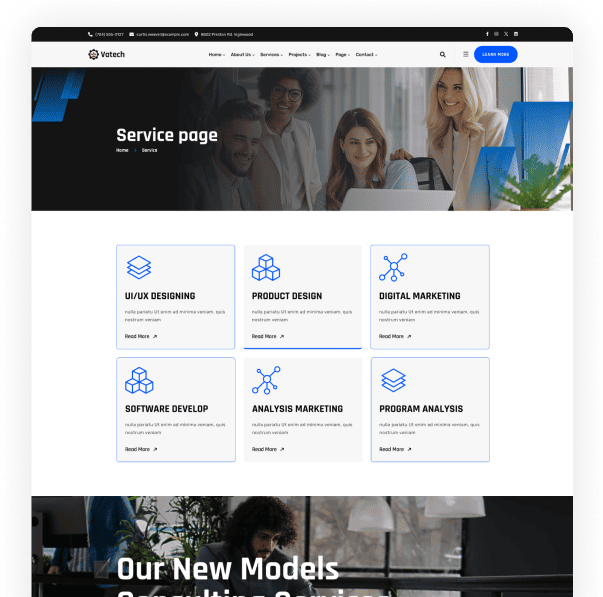 (704) 555-0127 curtis.weaver@example.com 8502 Preston Rd. Inglewood
Vatech
Home About Us Services Projects Blog Page Contact
LEARN MORE
Service page
Home Service
UI/UX DESIGNING
nulla pariatu Ut enim ad minima veniam, quis
nostrum veniam
Read More
PRODUCT DESIGN
nulla pariatu Ut enim ad minima veniam, quis
nostrum veniam
Read More
DIGITAL MARKETING
nulla pariatu Ut enim ad minima veniam, quis
nostrum veniam
Read More
SOFTWARE DEVELOP
nulla pariatu Ut enim ad minima veniam, quis
nostrum veniam
Read More
ANALYSIS MARKETING
nulla pariatu Ut enim ad minima veniam, quis
nostrum veniam
Read More
PROGRAM ANALYSIS
nulla pariatu Ut enim ad minima veniam, quis
nostrum veniam
Read More
Our New Models
Consulting Services